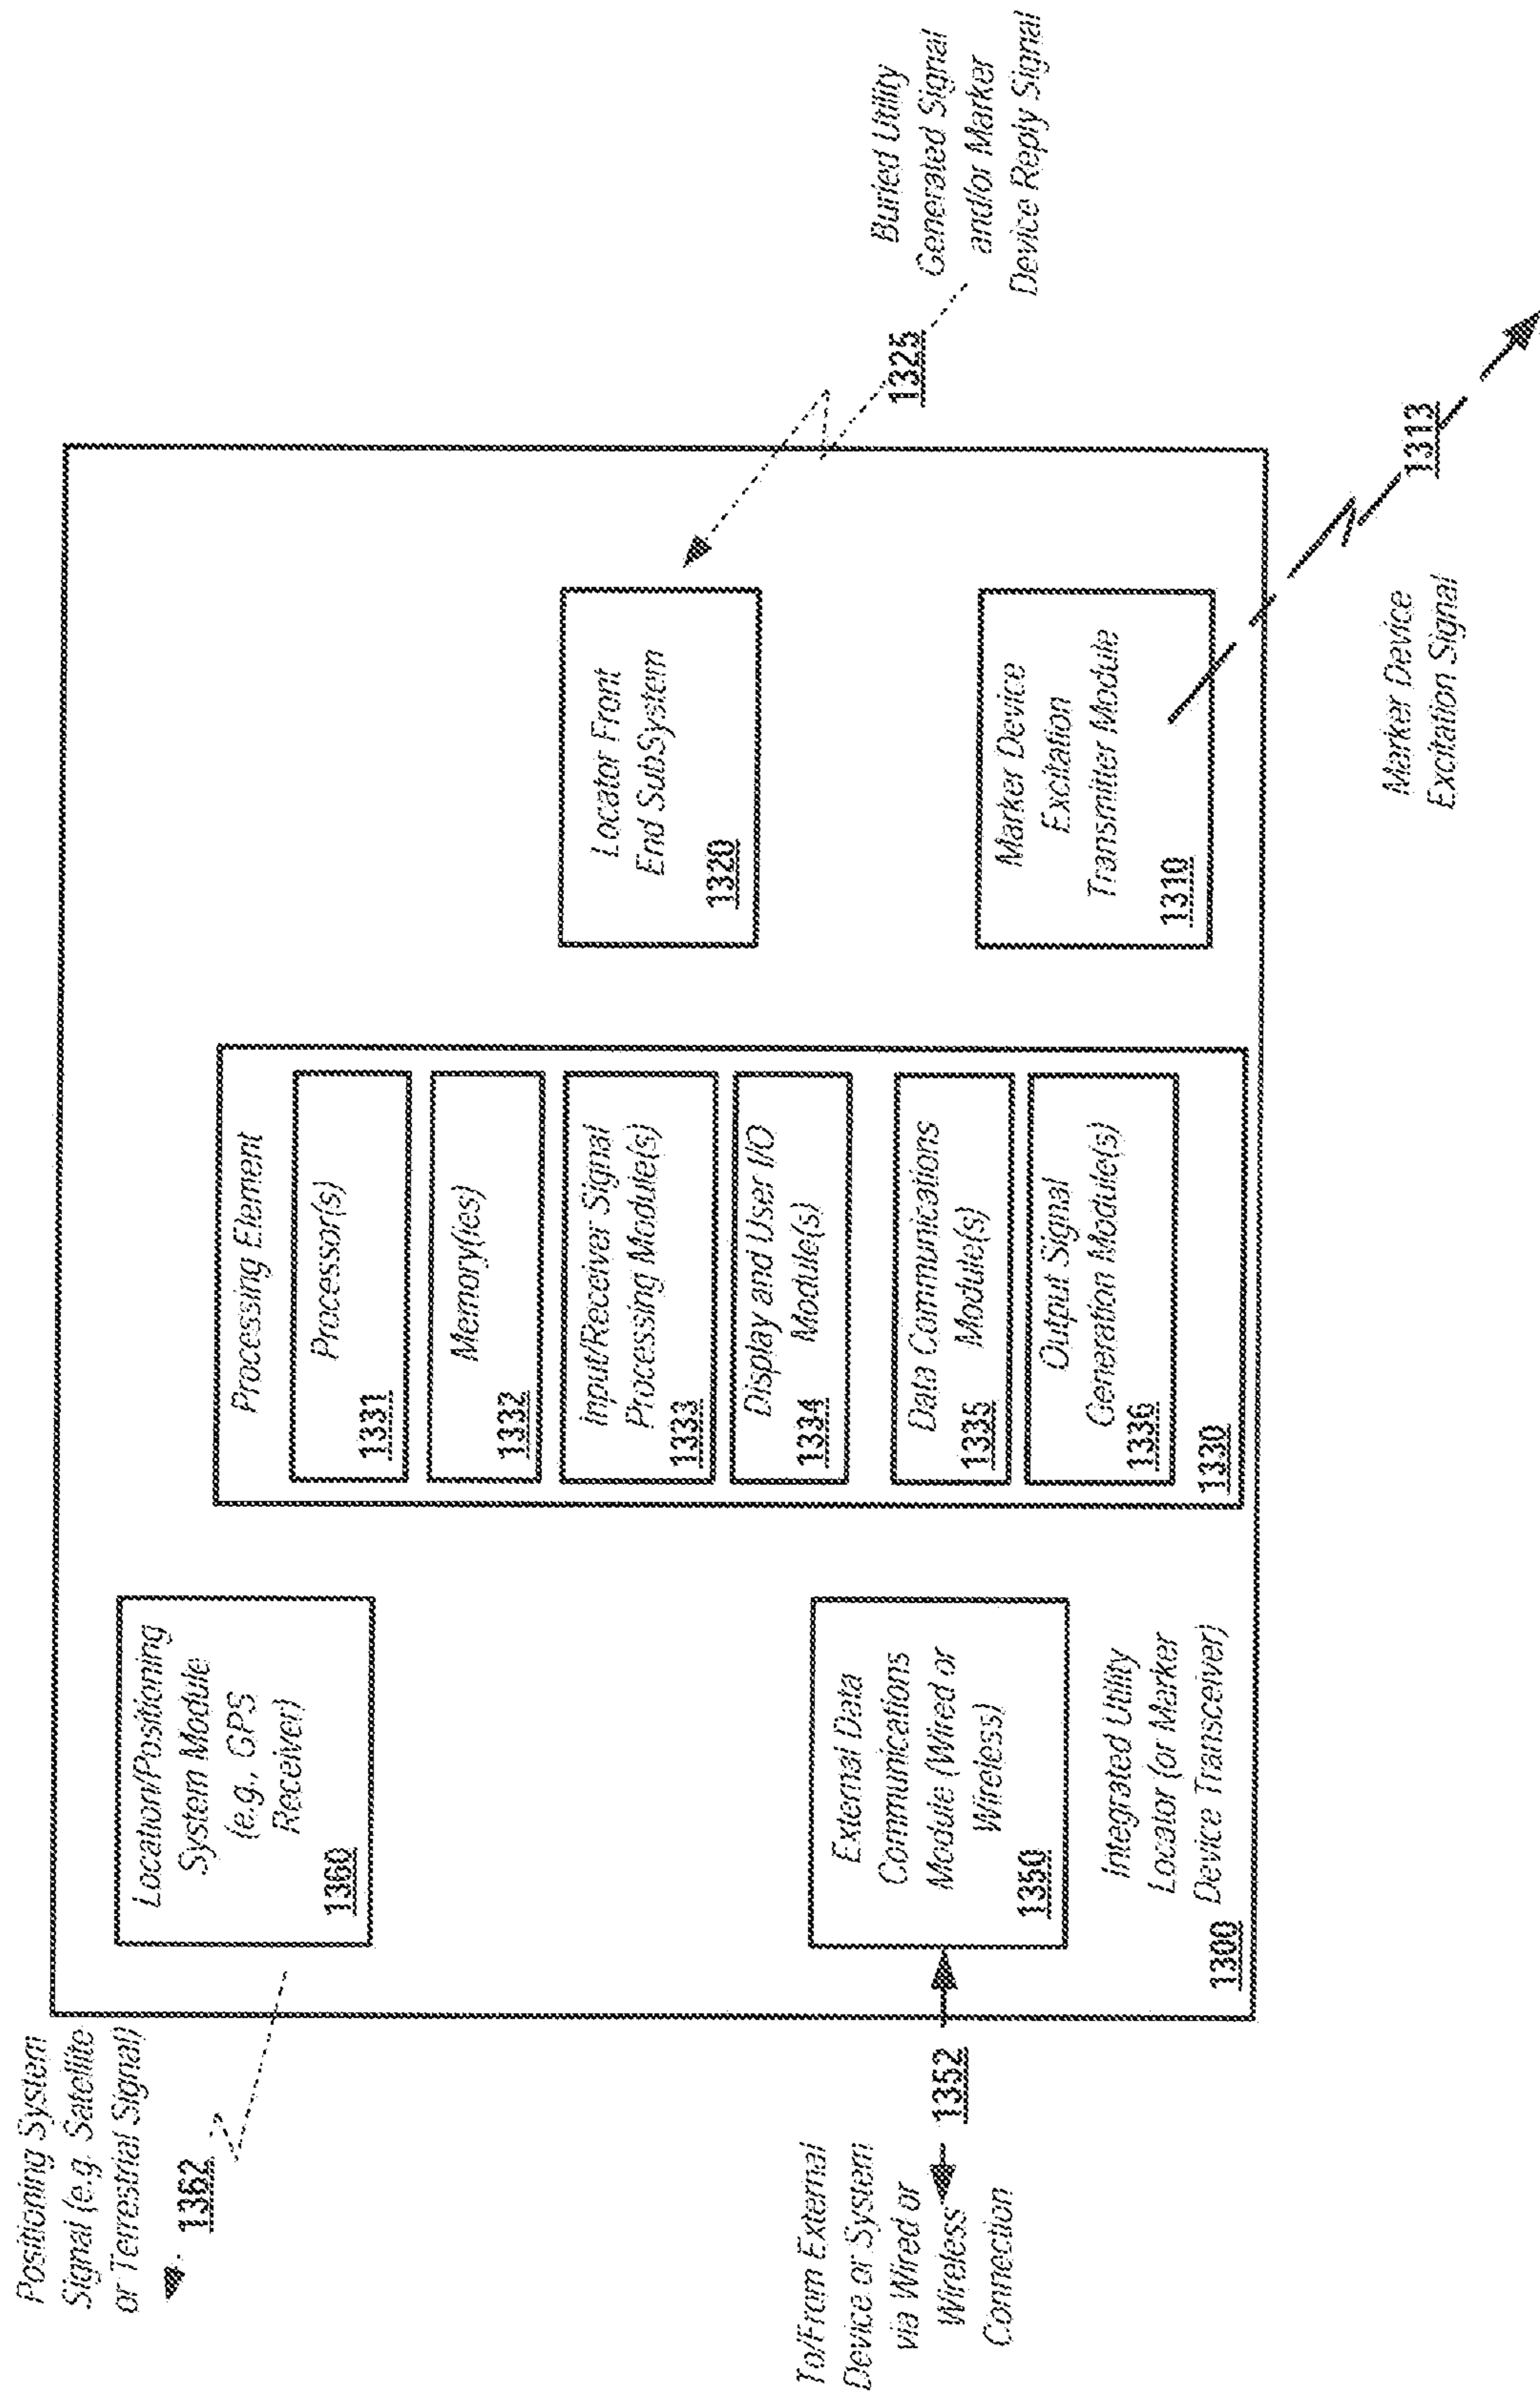 Positioning System
Signal (e.g. Satellite
or Terrestrial Signal)
1362
Location/Positioning
System Module
(e.g., GPS
Receiver)
1360
To/From External
Device or System
via Wired or
Wireless
Connection
1352
External Data
Communications
Module (Wired or
Wireless)
1350
Integrated Utility
Locator (or Marker
Device Transceiver)
1300
Processing Element
Processor(s)
1331
Memory(ies)
1332
Input/Receiver Signal
Processing Module(s)
1333
Display and User I/O
Module(s)
1334
Data Communications
Module(s)
1335
Output Signal
Generation Module(s)
1336
1330
Locator Front
End SubSystem
1320
Marker Device
Excitation
Transmitter Module
1310
Buried Utility
Generated Signal
and/or Marker
Device Reply Signal
1325
1313
Marker Device
Excitation Signal